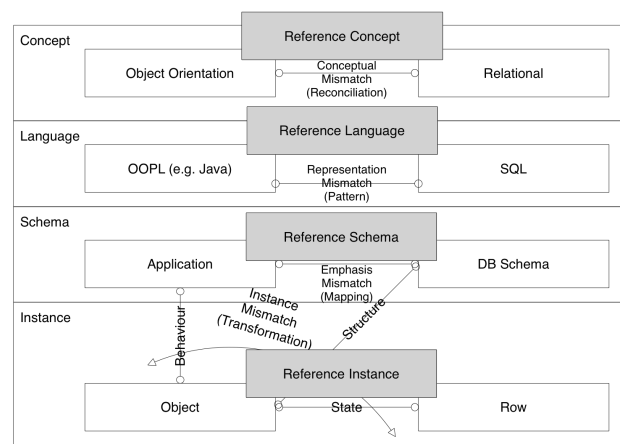 Reference Concept
Concept
Object Orientation
Conceptual
Mismatch
(Reconciliation)
Relational
Reference Language
Language
OOPL (e.g. Java)
Representation
Mismatch
(Pattern)
SQL
Schema
Reference Schema
Application
Emphasis
Mismatch
(Mapping)
DB Schema
Instance
Instance
Mismatch
(Transformation)
Structure
Behaviour
Reference Instance
Object
State
Row